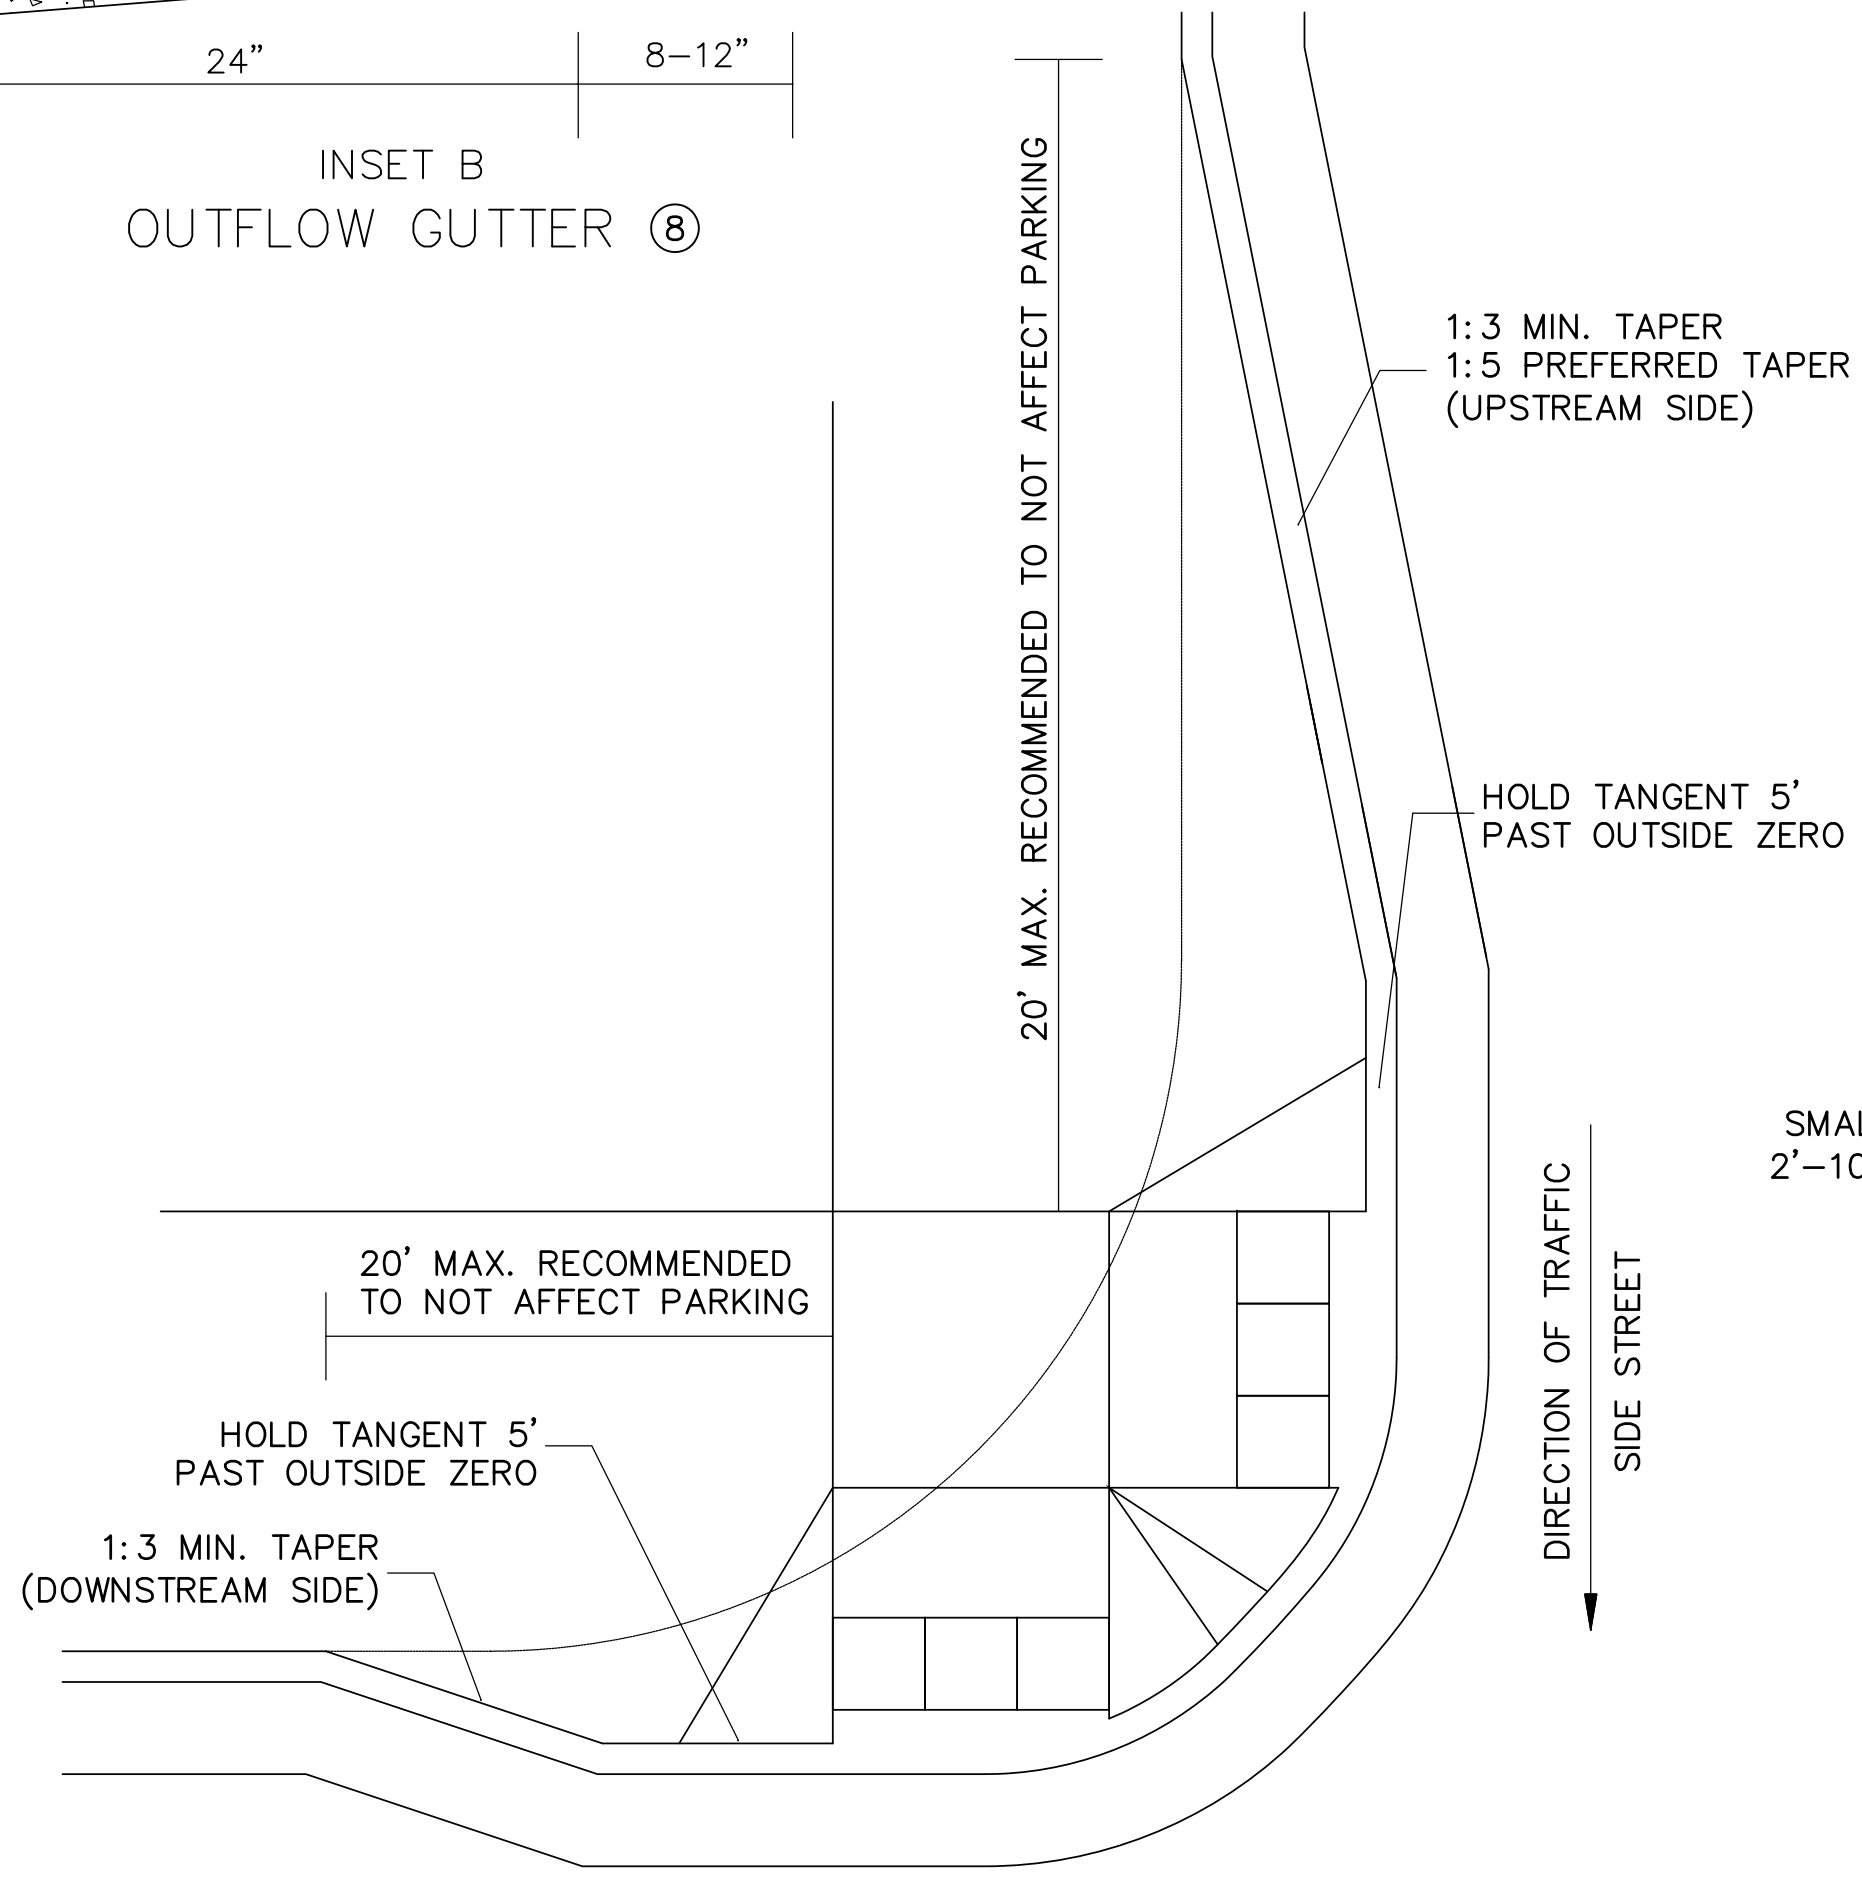 24”
8–12”
INSET B
OUTFLOW GUTTER 8
20’ MAX. RECOMMENDED TO NOT AFFECT PARKING
1:3 MIN. TAPER
1:5 PREFERRED TAPER
(UPSTREAM SIDE)
HOLD TANGENT 5’
PAST OUTSIDE ZERO
20’ MAX. RECOMMENDED
TO NOT AFFECT PARKING
HOLD TANGENT 5’
PAST OUTSIDE ZERO
1:3 MIN. TAPER
(DOWNSTREAM SIDE)
DIRECTION OF TRAFFIC
SIDE STREET